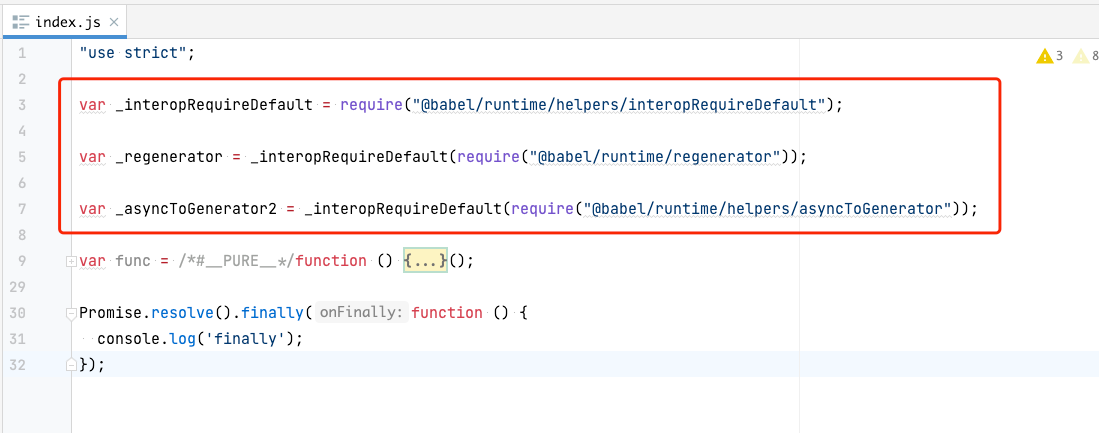 index.js ×
3 8
1 "use strict";
2
3 var _interopRequireDefault = require("@babel/runtime/helpers/interopRequireDefault");
4
5 var _regenerator = _interopRequireDefault(require("@babel/runtime/regenerator"));
6
7 var _asyncToGenerator2 = _interopRequireDefault(require("@babel/runtime/helpers/asyncToGenerator"));
8
9 var func = /*#__PURE__*/function () {...}();
29
30 Promise.resolve().finally( onFinally: function () {
31 console.log('finally');
32 });